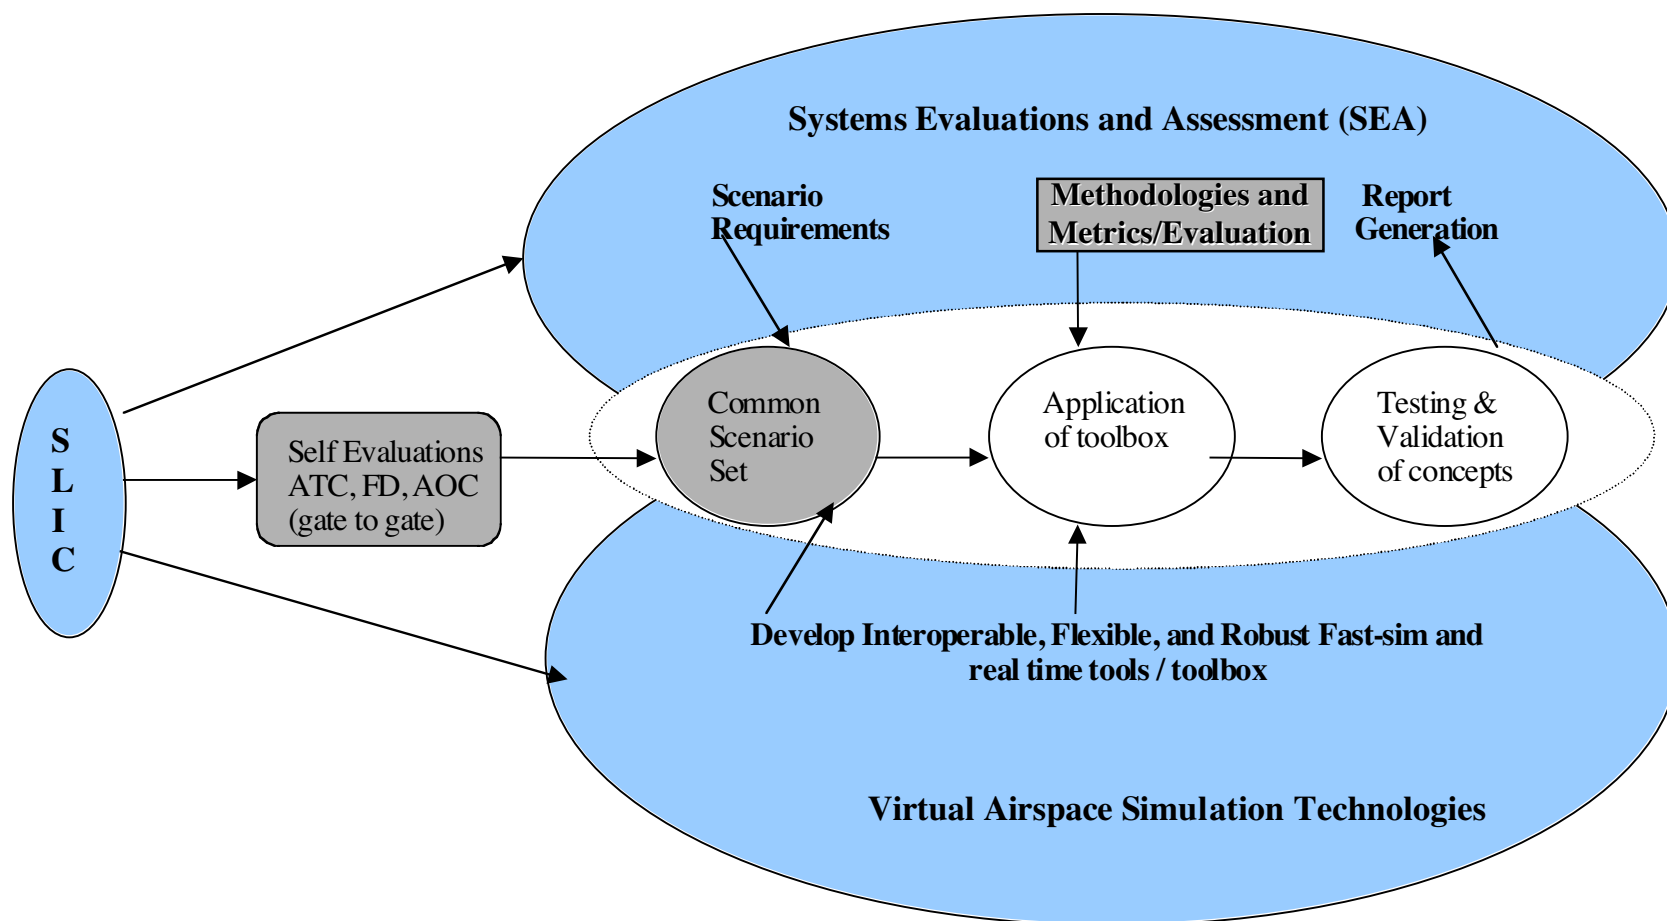 Systems Evaluations and Assessment (SEA)
Scenario
Requirements
Methodologies and
Metrics/Evaluation
Report
Generation
S
L
I
C
Self Evaluations
ATC, FD, AOC
(gate to gate)
Common
Scenario
Set
Application
of toolbox
Testing &
Validation
of concepts
Develop Interoperable, Flexible, and Robust Fast-sim and
real time tools / toolbox
Virtual Airspace Simulation Technologies